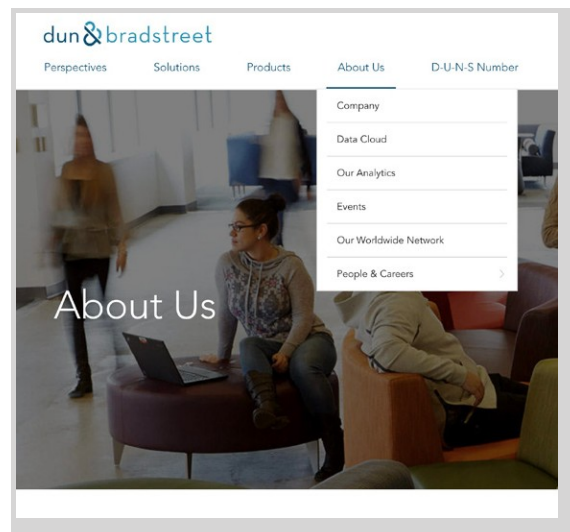 dun & bradstreet
Perspectives Solutions Products About Us D-U-N-S Number
Company
Data Cloud
Our Analytics
Events
Our Worldwide Network
People & Careers
About Us